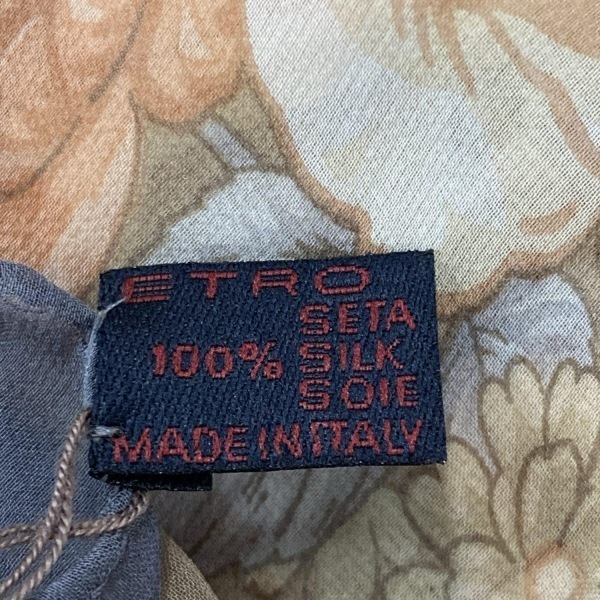 ETRO
SETA
100% SILK
SOIE
MADE IN ITALY